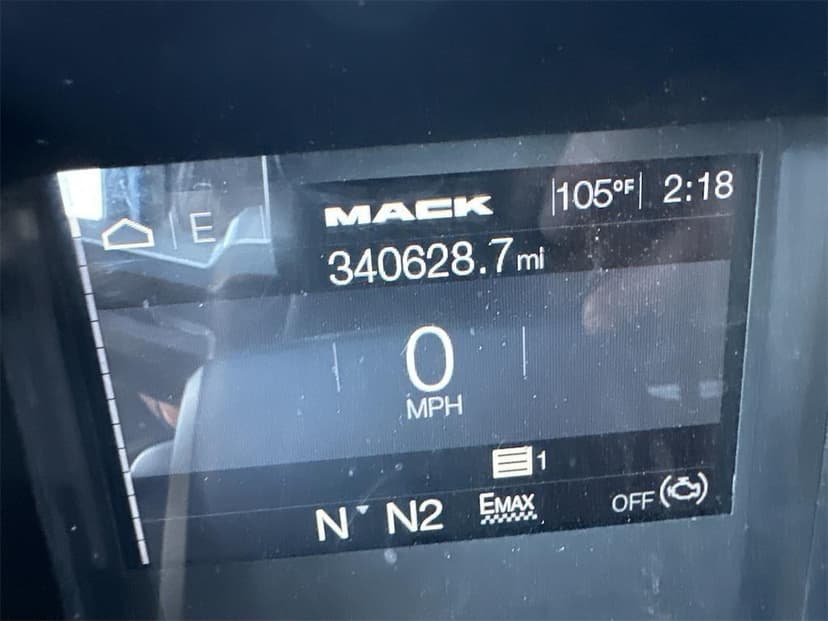 E
MACK
105°F 2:18
340628.7 mi
0
MPH
1
N N2 EMAX OFF